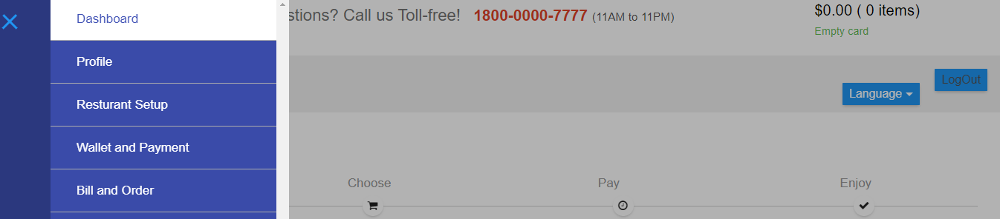 Dashboard
Profile
Resturant Setup
Wallet and Payment
Bill and Order
stions? Call us Toll-free! 1800-0000-7777 (11AM to 11PM)
$0.00 ( 0 items)
Empty card
LogOut
Language
Choose
Pay
Enjoy